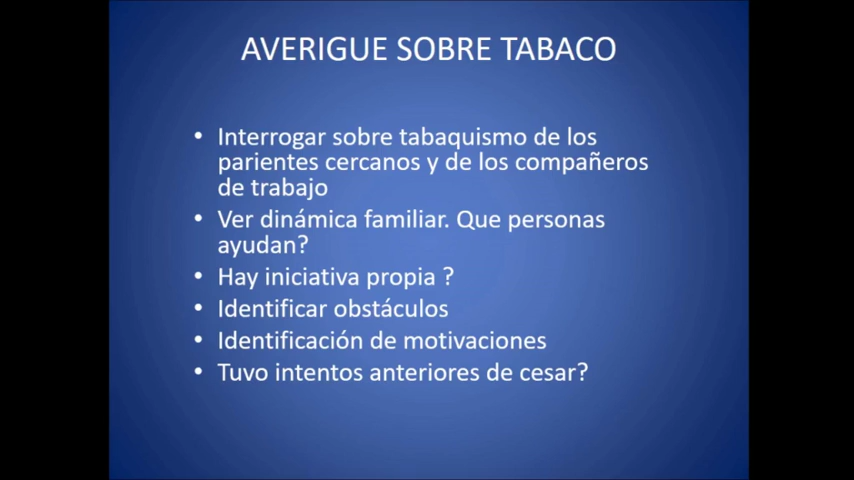 AVERIGUE SOBRE TABACO
• Interrogar sobre tabaquismo de los
parientes cercanos y de los compañeros
de trabajo
• Ver dinámica familiar. Que personas
ayudan?
• Hay iniciativa propia ?
• Identificar obstáculos
• Identificación de motivaciones
• Tuvo intentos anteriores de cesar?